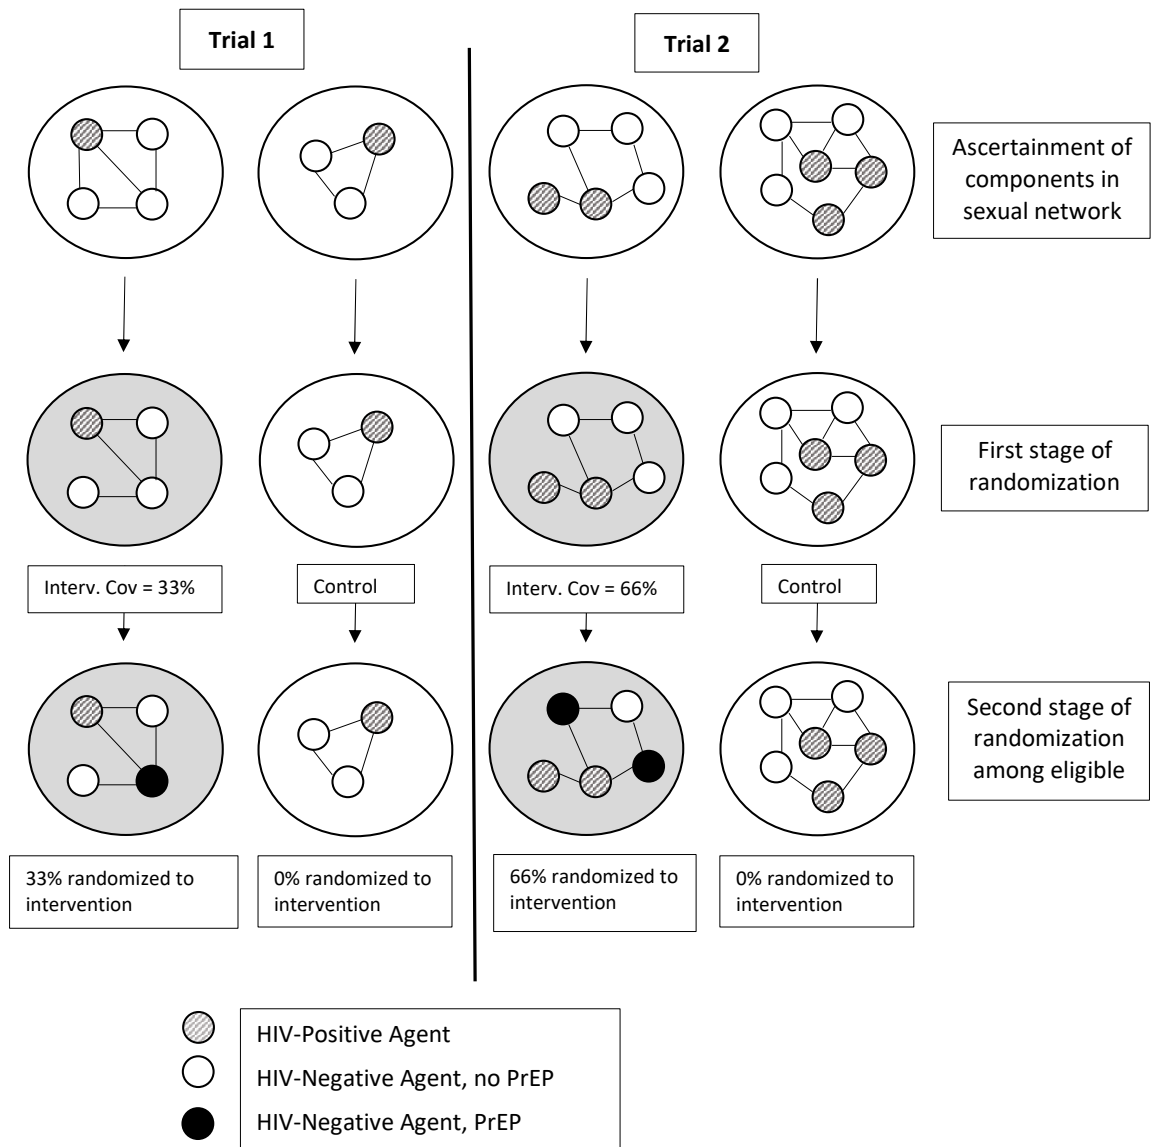 Trial 1
Trial 2
Ascertainment of
components in
sexual network
First stage of
randomization
Interv. Cov = 33%
Control
Interv. Cov = 66%
Control
Second stage of
randomization
among eligible
33% randomized to
intervention
0% randomized to
intervention
66% randomized to
intervention
0% randomized to
intervention
HIV-Positive Agent
HIV-Negative Agent, no PrEP
HIV-Negative Agent, PrEP